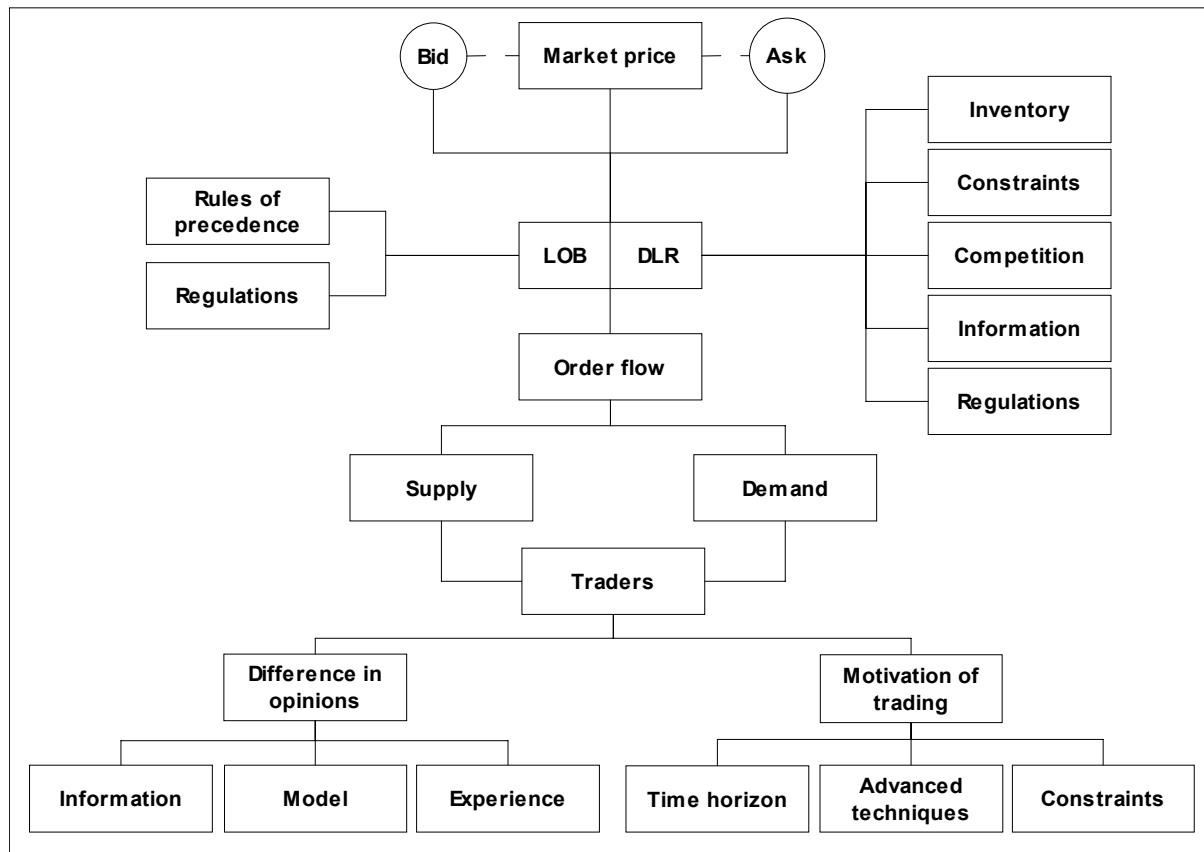 Bid
Market price
Ask
Inventory
Constraints
Rules of
precedence
LOB
DLR
Competition
Regulations
Information
Order flow
Regulations
Supply
Demand
Traders
Difference in
opinions
Motivation of
trading
Information
Model
Experience
Time horizon
Advanced
techniques
Constraints